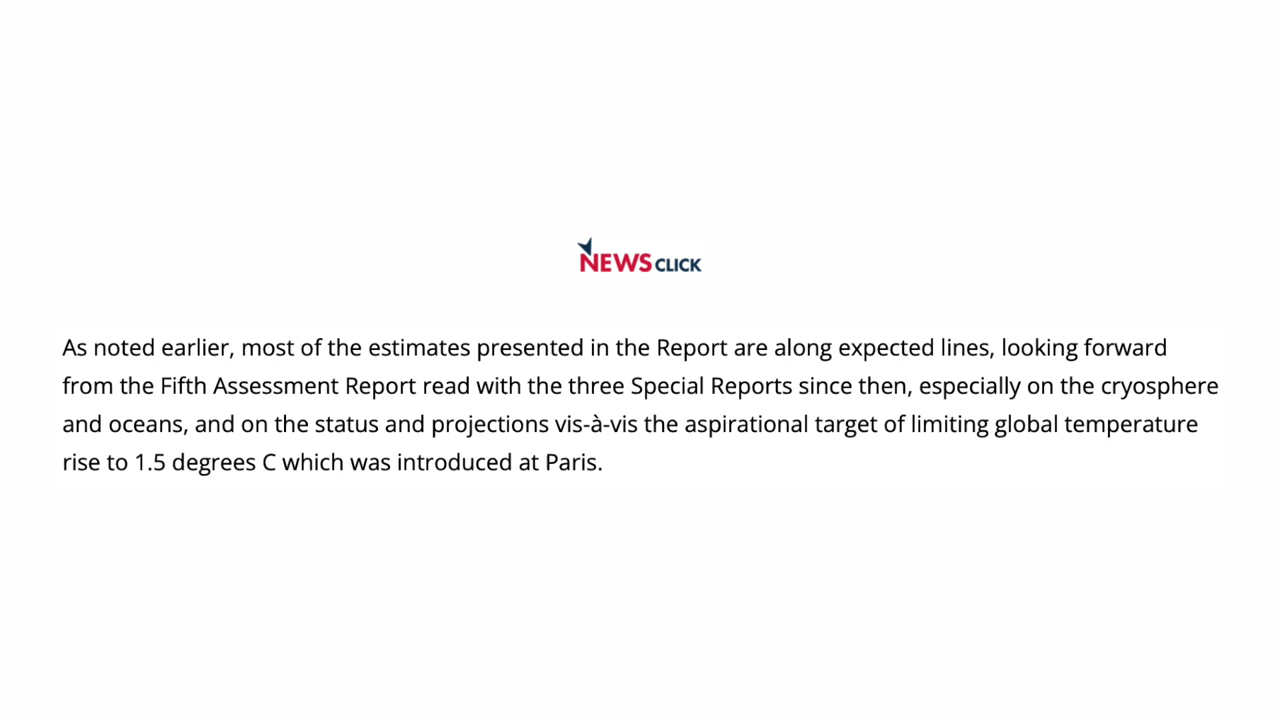 NEWSCLICK
As noted earlier, most of the estimates presented in the Report are along expected lines, looking forward
from the Fifth Assessment Report read with the three Special Reports since then, especially on the cryosphere
and oceans, and on the status and projections vis-à-vis the aspirational target of limiting global temperature
rise to 1.5 degrees C which was introduced at Paris.